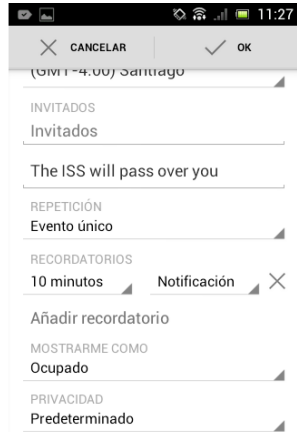 11:27
CANCELAR OK
(GMT-4:00) Santiago
INVITADOS
Invitados
The ISS will pass over you
REPETICIÓN
Evento único
RECORDATORIOS
10 minutos Notificación
Añadir recordatorio
MOSTRARME COMO
Ocupado
PRIVACIDAD
Predeterminado